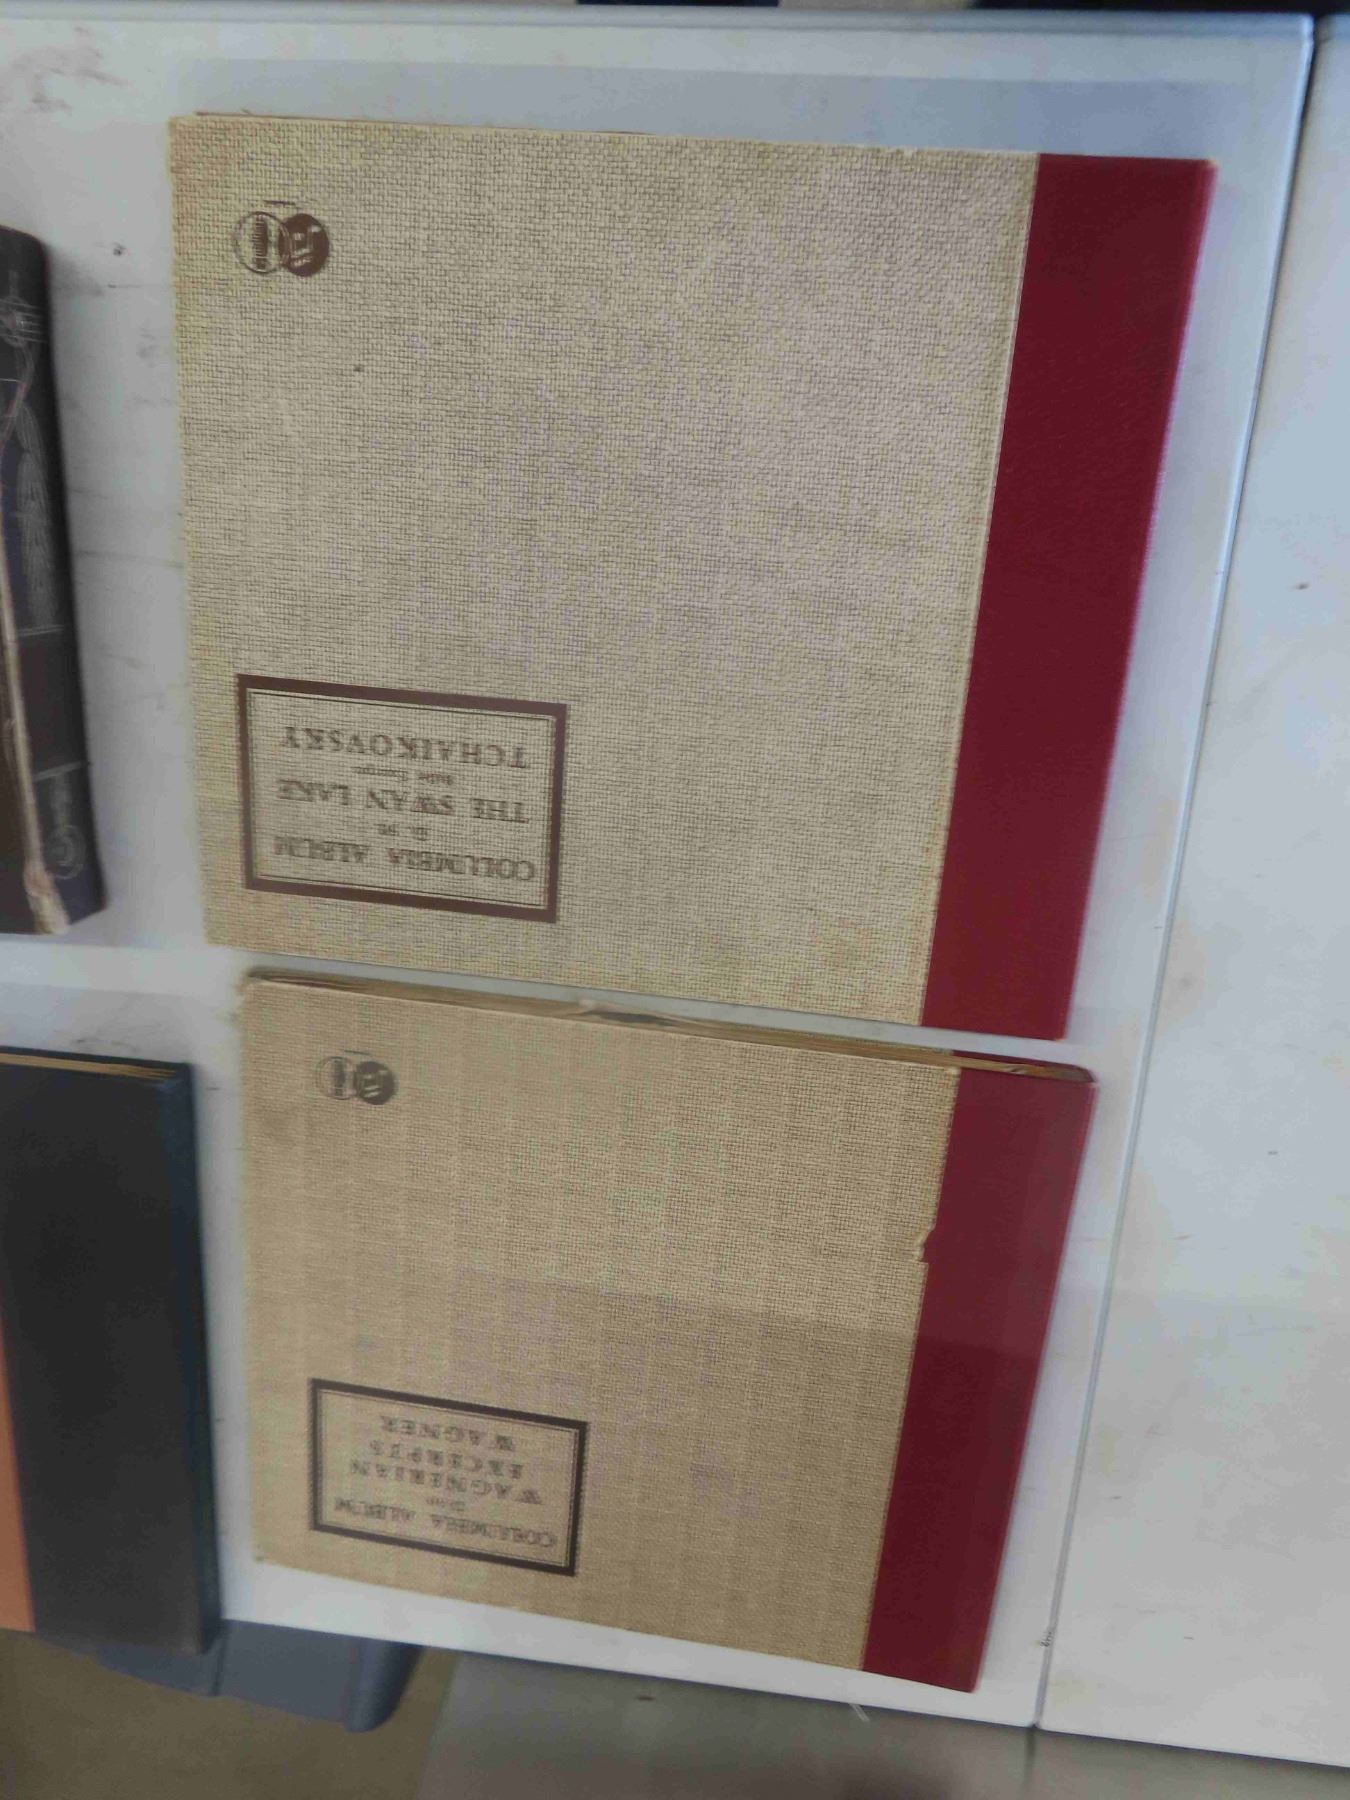 COLUMBIA ALBUM
THE SWAN LAKE
TCHAIKOVSKY
COLUMBIA ALBUM
WAGNERIAN
EXCERPTS
WAGNER